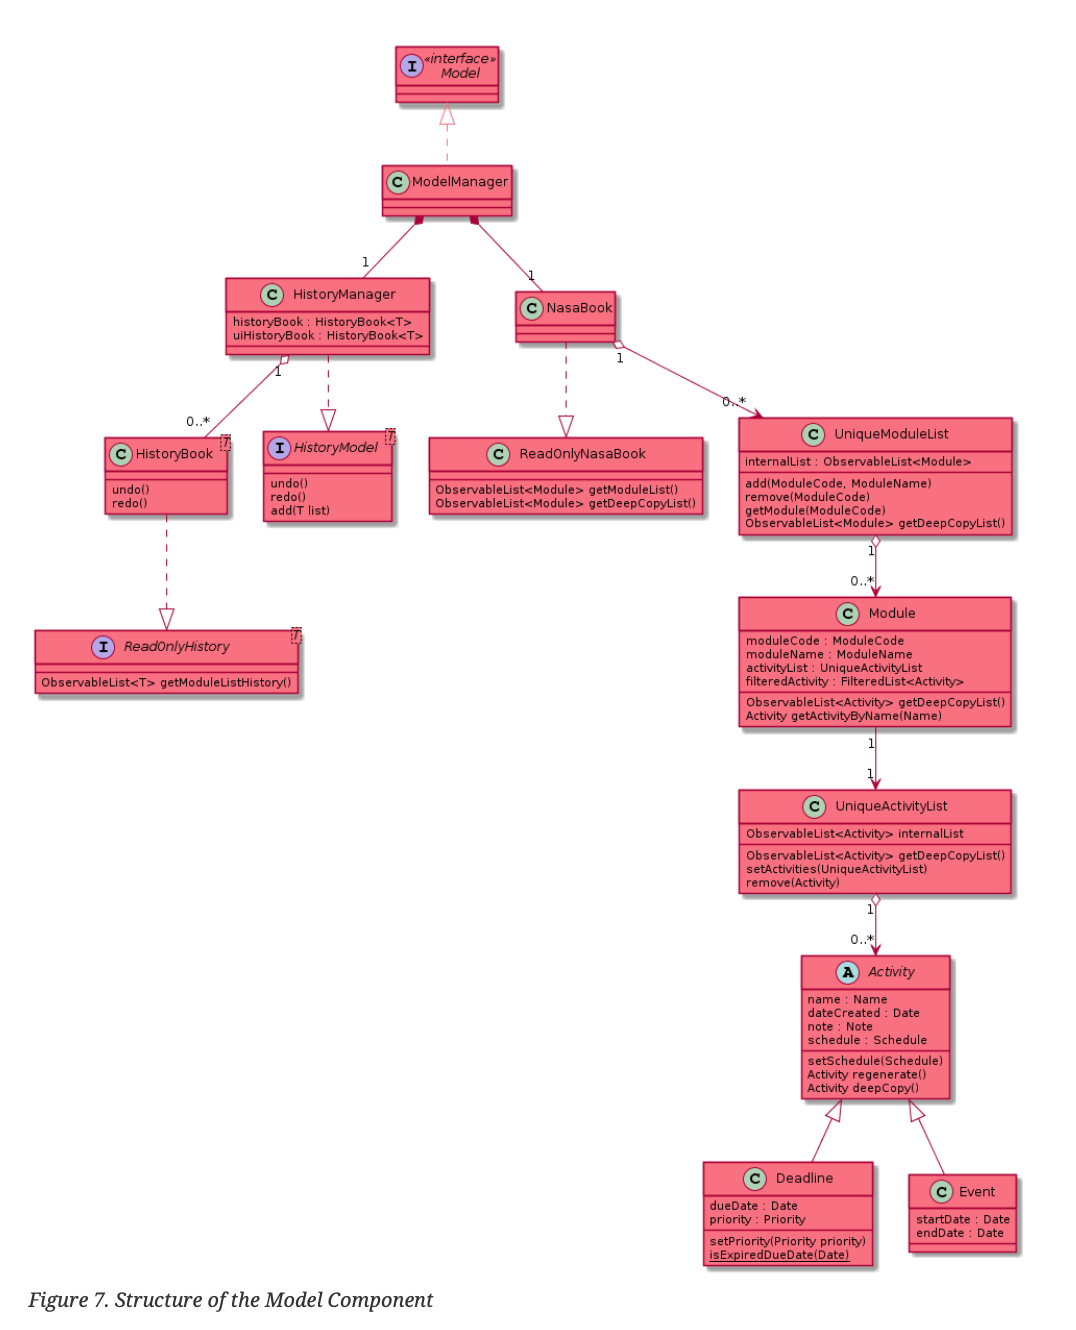 I «interface»
Model
C ModelManager
1
1
C HistoryManager
historyBook : HistoryBook<T>
uiHistoryBook : HistoryBook<T>
C NasaBook
1
1
0..*
0..*
C HistoryBook T
undo()
redo()
I HistoryModel T
undo()
redo()
add(T list)
C ReadOnlyNasaBook
ObservableList<Module> getModuleList()
ObservableList<Module> getDeepCopyList()
C UniqueModuleList
internalList : ObservableList<Module>
add(ModuleCode, ModuleName)
remove(ModuleCode)
getModule(ModuleCode)
ObservableList<Module> getDeepCopyList()
1
0..*
I ReadOnlyHistory T
ObservableList<T> getModuleListHistory()
C Module
moduleCode : ModuleCode
moduleName : ModuleName
activityList : UniqueActivityList
filteredActivity : FilteredList<Activity>
ObservableList<Activity> getDeepCopyList()
Activity getActivityByName(Name)
1
1
C UniqueActivityList
ObservableList<Activity> internalList
ObservableList<Activity> getDeepCopyList()
setActivities(UniqueActivityList)
remove(Activity)
1
0..*
A Activity
name : Name
dateCreated : Date
note : Note
schedule : Schedule
setSchedule(Schedule)
Activity regenerate()
Activity deepCopy()
C Deadline
dueDate : Date
priority : Priority
setPriority(Priority priority)
isExpiredDueDate(Date)
C Event
startDate : Date
endDate : Date
Figure 7. Structure of the Model Component